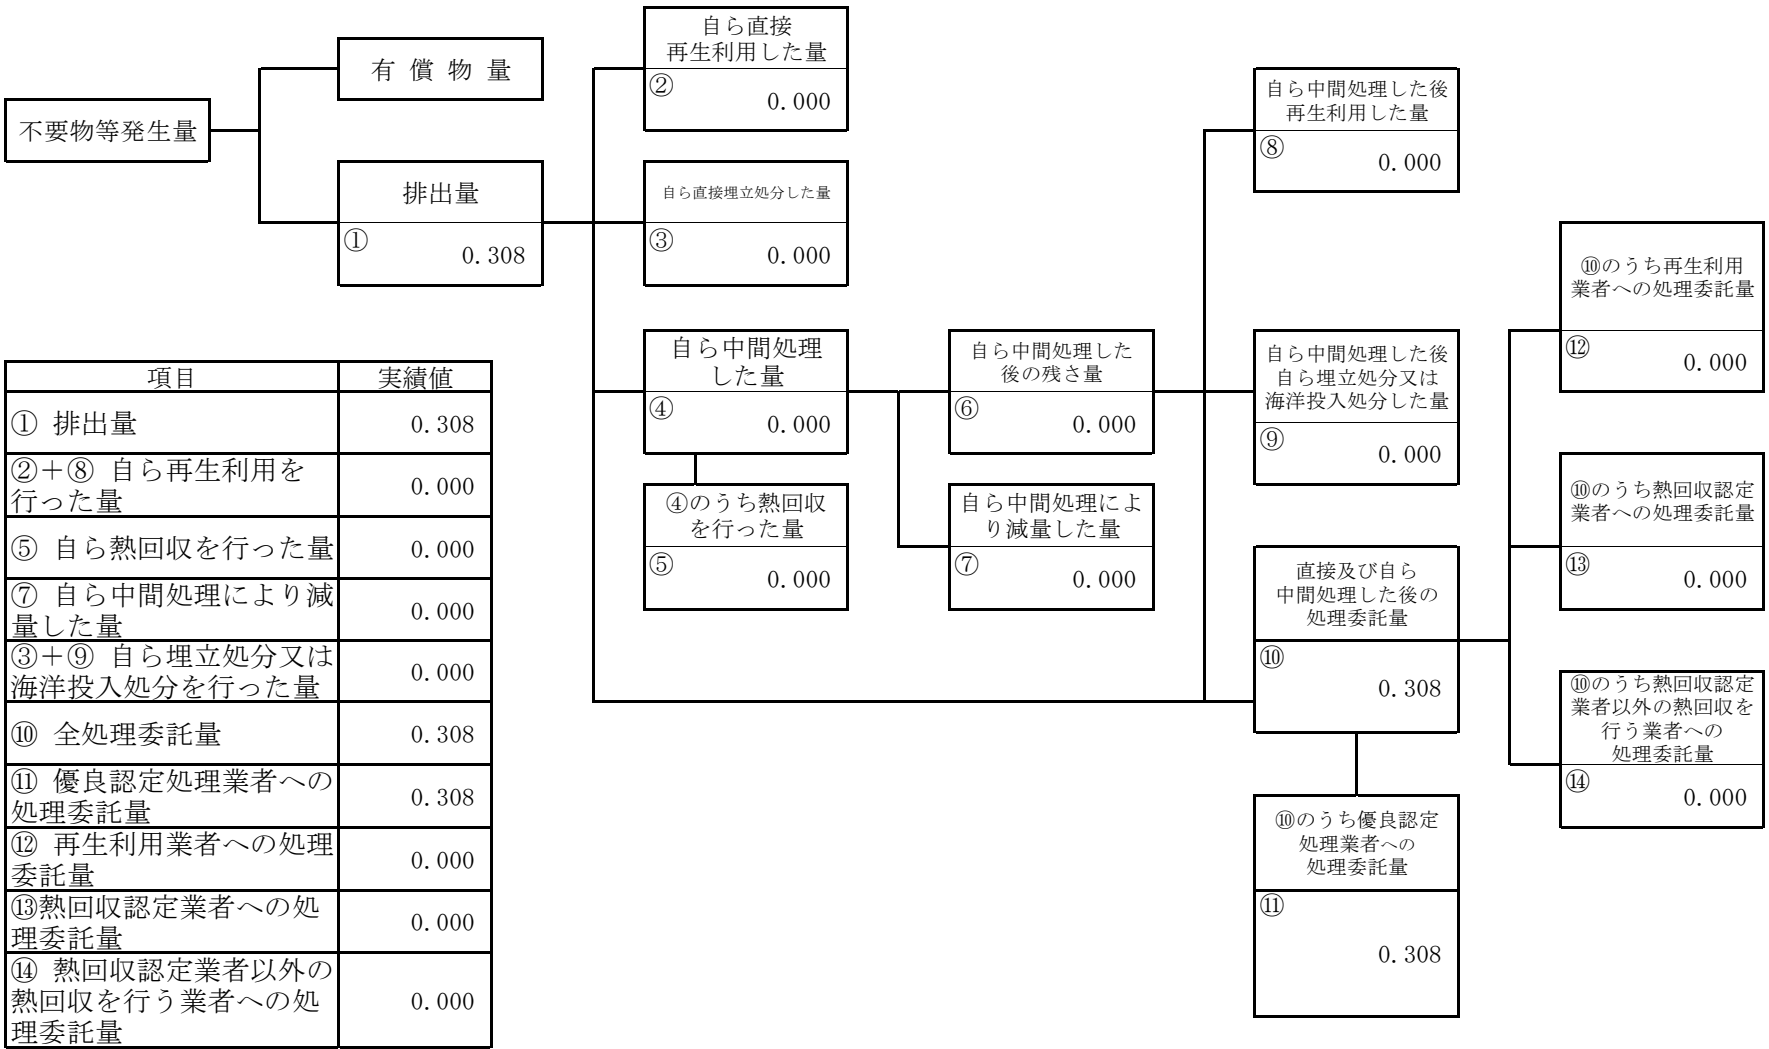 不要物等発生量
有 償 物 量
排出量
①
0.308
自ら直接
再生利用した量
②
0.000
自ら直接埋立処分した量
③
0.000
自ら中間処理
した量
④
0.000
④のうち熱回収
を行った量
⑤
0.000
自ら中間処理した
後の残さ量
⑥
0.000
自ら中間処理によ
り減量した量
⑦
0.000
自ら中間処理した後
再生利用した量
⑧
0.000
自ら中間処理した後
自ら埋立処分又は
海洋投入処分した量
⑨
0.000
直接及び自ら
中間処理した後の
処理委託量
⑩
0.308
⑩のうち優良認定
処理業者への
処理委託量
⑪
0.308
⑩のうち再生利用
業者への処理委託量
⑫
0.000
⑩のうち熱回収認定
業者への処理委託量
⑬
0.000
⑩のうち熱回収認定
業者以外の熱回収を
行う業者への
処理委託量
⑭
0.000
項目 実績値
① 排出量 0.308
②＋⑧ 自ら再生利用を
行った量 0.000
⑤ 自ら熱回収を行った量 0.000
⑦ 自ら中間処理により減
量した量 0.000
③＋⑨ 自ら埋立処分又は
海洋投入処分を行った量 0.000
⑩ 全処理委託量 0.308
⑪ 優良認定処理業者への
処理委託量 0.308
⑫ 再生利用業者への処理
委託量 0.000
⑬熱回収認定業者への処
理委託量 0.000
⑭ 熱回収認定業者以外の
熱回収を行う業者への処
理委託量 0.000